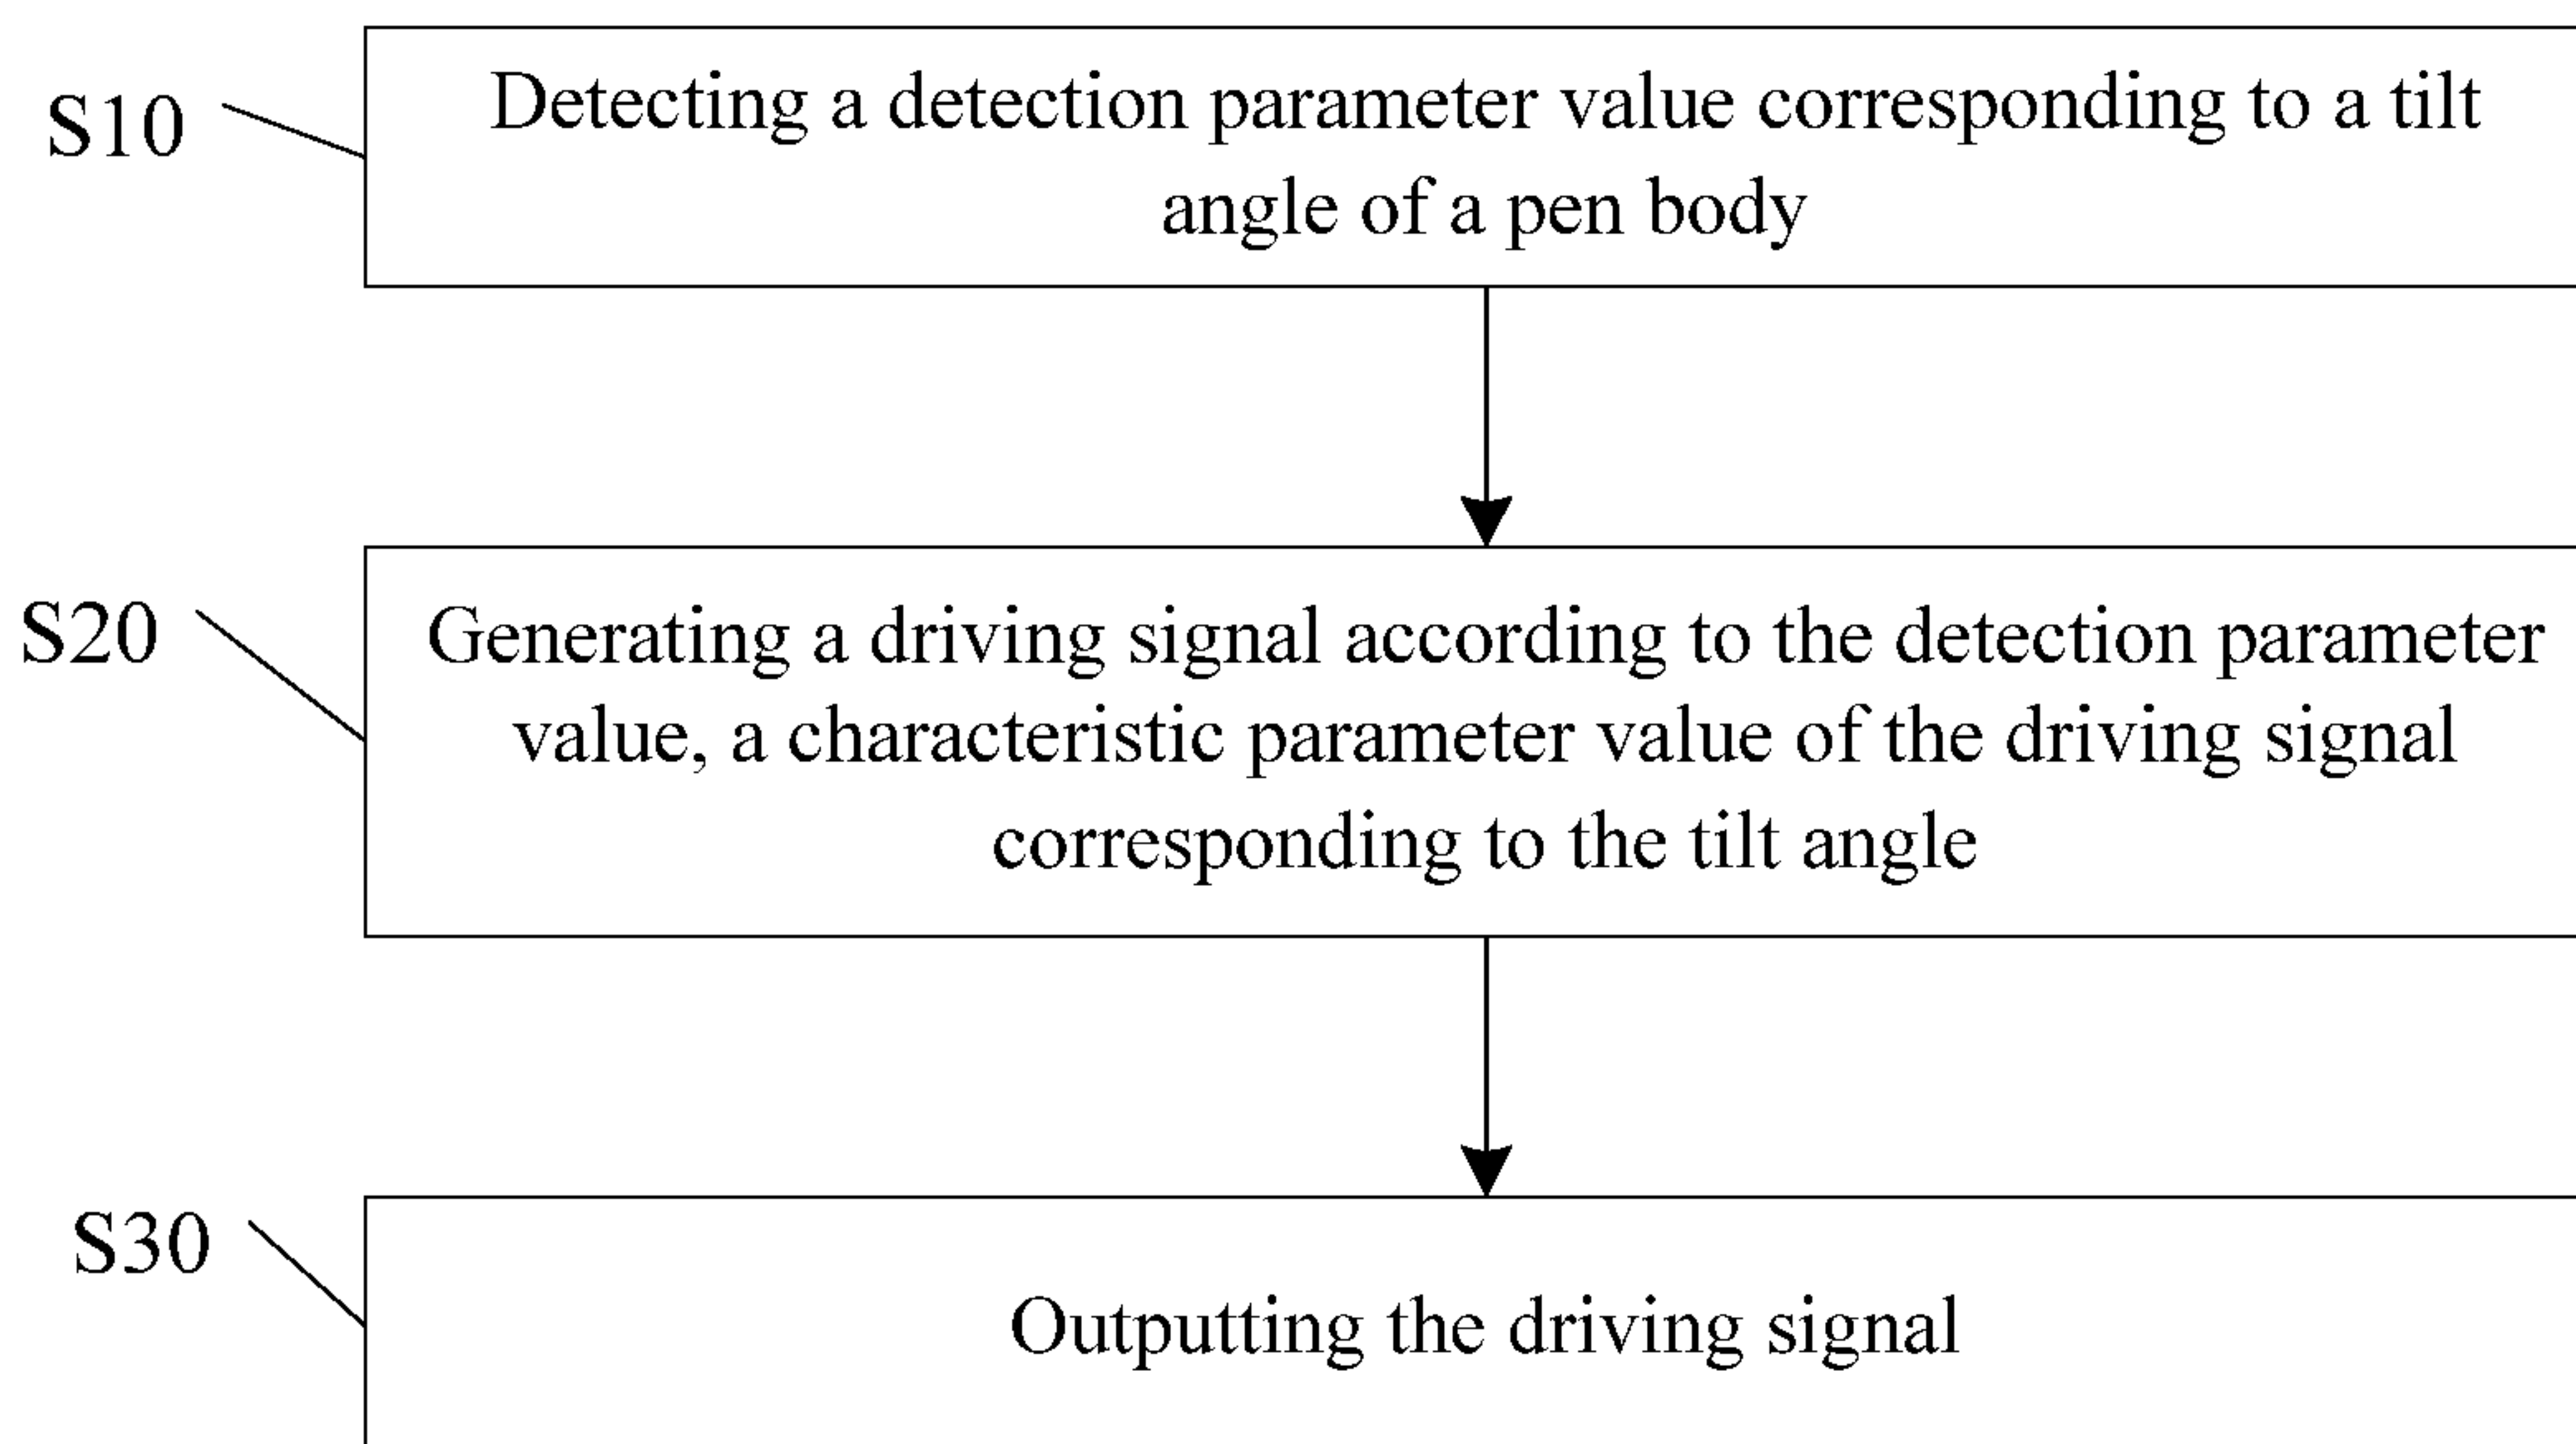 S10
Detecting a detection parameter value corresponding to a tilt
angle of a pen body
S20
Generating a driving signal according to the detection parameter
value, a characteristic parameter value of the driving signal
corresponding to the tilt angle
S30
Outputting the driving signal